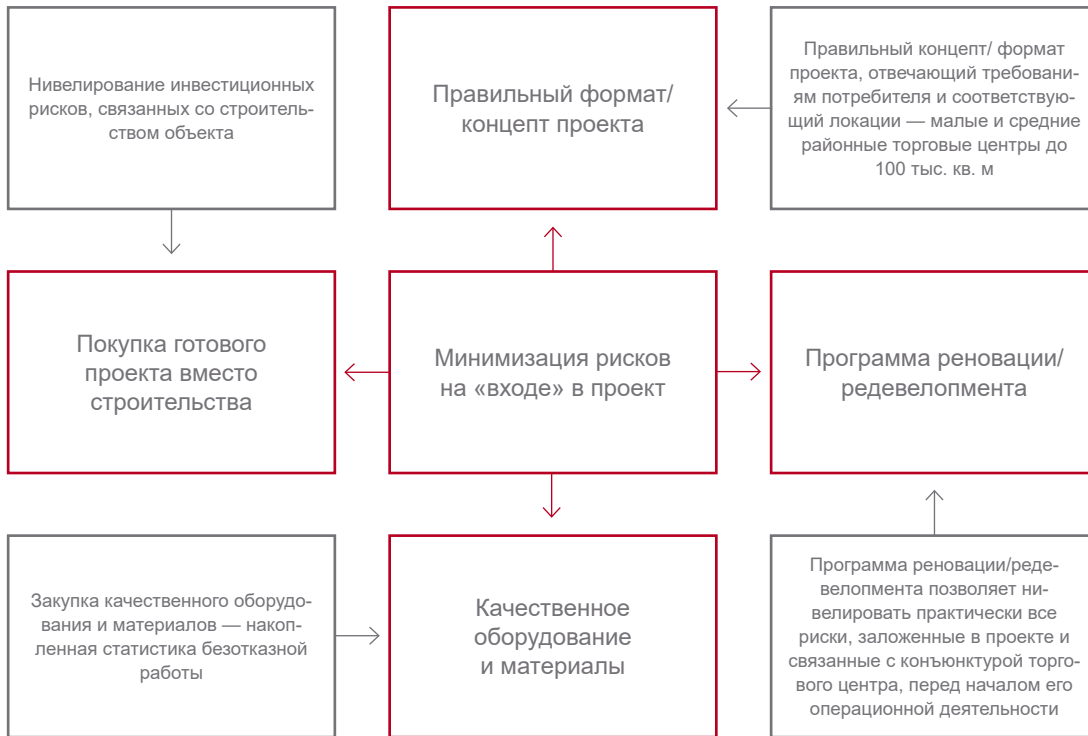 Нивелирование инвестиционных
рисков, связанных со строитель-
ством объекта
Правильный формат/
концепт проекта
Правильный концепт/ формат
проекта, отвечающий требовани-
ям потребителя и соответствую-
щий локации — малые и средние
районные торговые центры до
100 тыс. кв. м
Покупка готового
проекта вместо
строительства
Минимизация рисков
на «входе» в проект
Программа реновации/
редевелопмента
Закупка качественного оборудо-
вания и материалов — накоп-
ленная статистика безотказной
работы
Качественное
оборудование
и материалы
Программа реновации/реде-
велопмента позволяет ни-
велировать практически все
риски, заложенные в проекте и
связанные с конъюнктурой торго-
вого центра, перед началом его
операционной деятельности